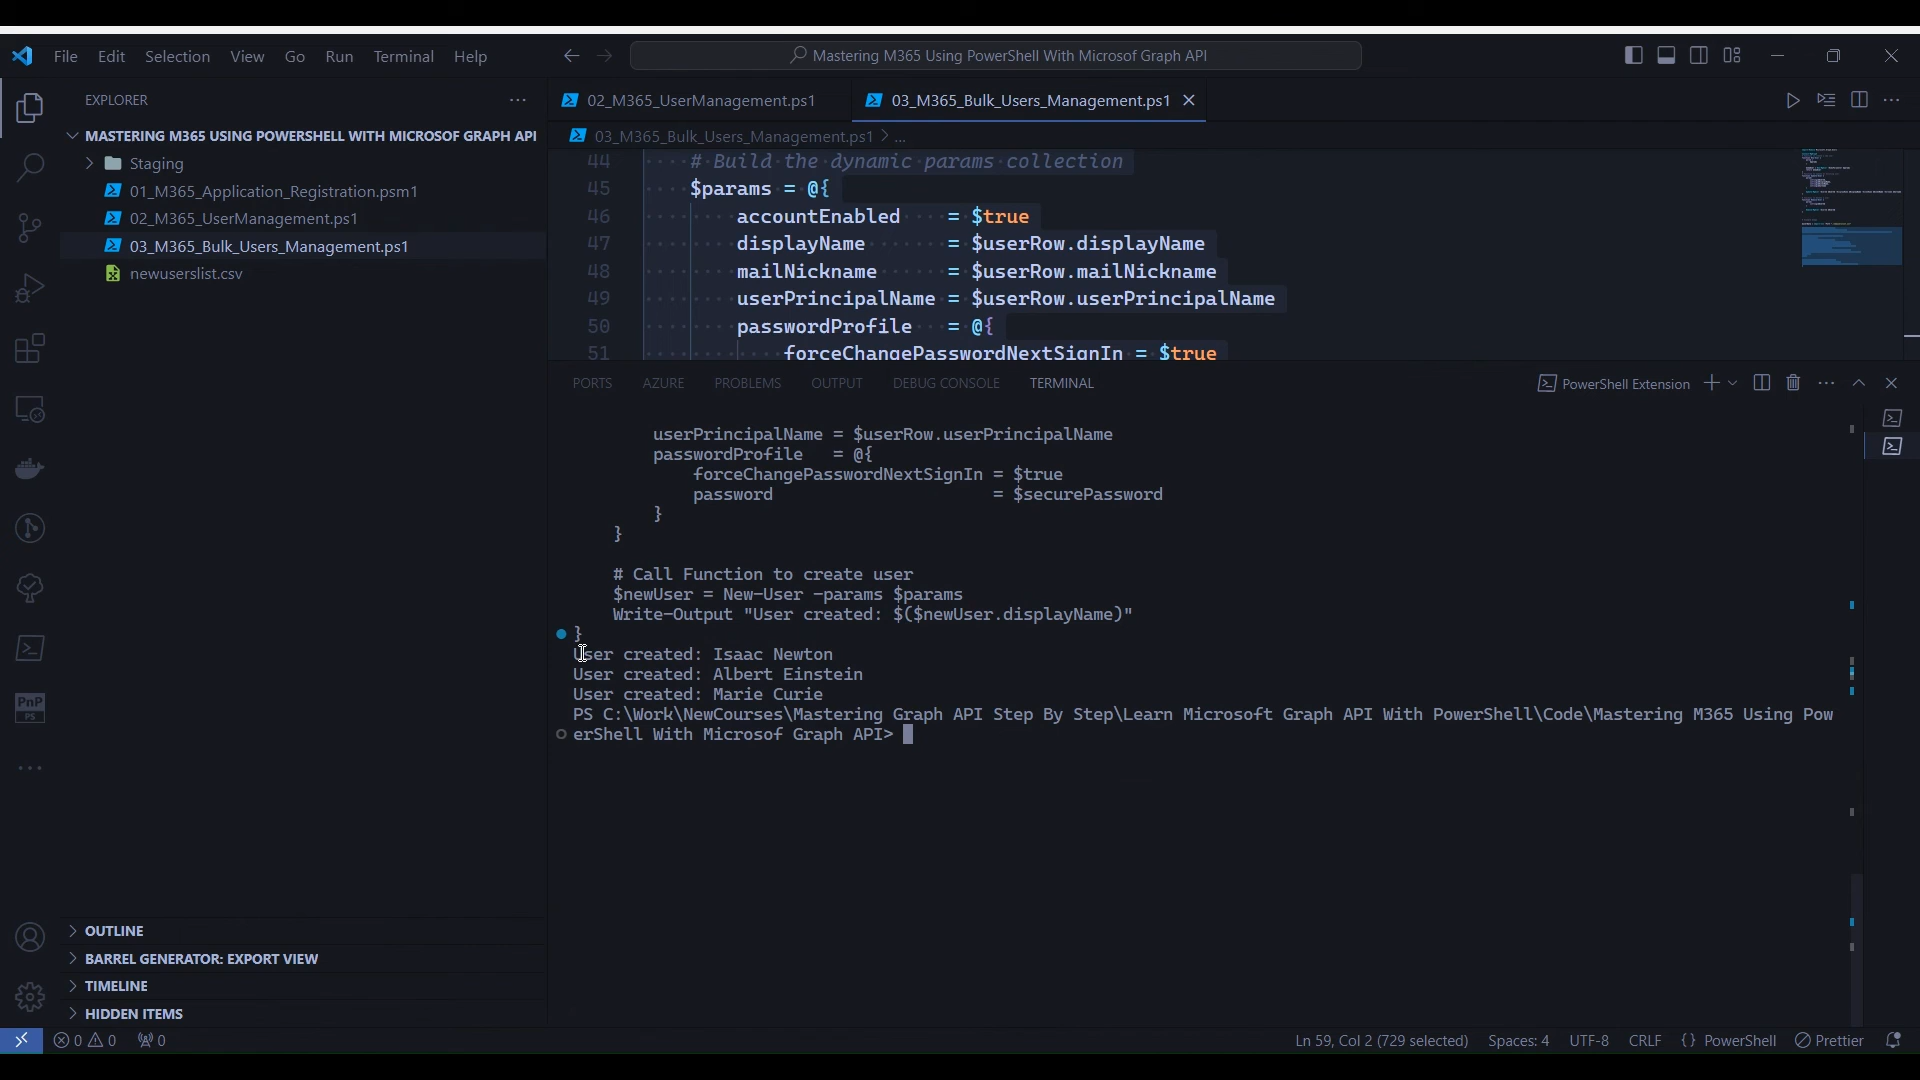 File Edit Selection View Go Run Terminal Help
Mastering M365 Using PowerShell With Microsof Graph API
EXPLORER
MASTERING M365 USING POWERSHELL WITH MICROSOF GRAPH API
Staging
01_M365_Application_Registration.psm1
02_M365_UserManagement.ps1
03_M365_Bulk_Users_Management.ps1
newuserslist.csv
PnP
PS
OUTLINE
BARREL GENERATOR: EXPORT VIEW
TIMELINE
HIDDEN ITEMS
02_M365_UserManagement.ps1 03_M365_Bulk_Users_Management.ps1
03_M365_Bulk_Users_Management.ps1 > ...
44 # Build the dynamic params collection
45 $params = @{
46 accountEnabled = $true
47 displayName = $userRow.displayName
48 mailNickname = $userRow.mailNickname
49 userPrincipalName = $userRow.userPrincipalName
50 passwordProfile = @{
51 forceChangePasswordNextSignIn = $true
PORTS AZURE PROBLEMS OUTPUT DEBUG CONSOLE TERMINAL PowerShell Extension
userPrincipalName = $userRow.userPrincipalName
passwordProfile = @{
forceChangePasswordNextSignIn = $true
password = $securePassword
}
}
# Call Function to create user
$newUser = New-User -params $params
Write-Output "User created: $($newUser.displayName)"
}
User created: Isaac Newton
User created: Albert Einstein
User created: Marie Curie
PS C:\Work\NewCourses\Mastering Graph API Step By Step\Learn Microsoft Graph API With PowerShell\Code\Mastering M365 Using Pow
erShell With Microsof Graph API>
0 0 0 Ln 59, Col 2 (729 selected) Spaces: 4 UTF-8 CRLF {} PowerShell Prettier